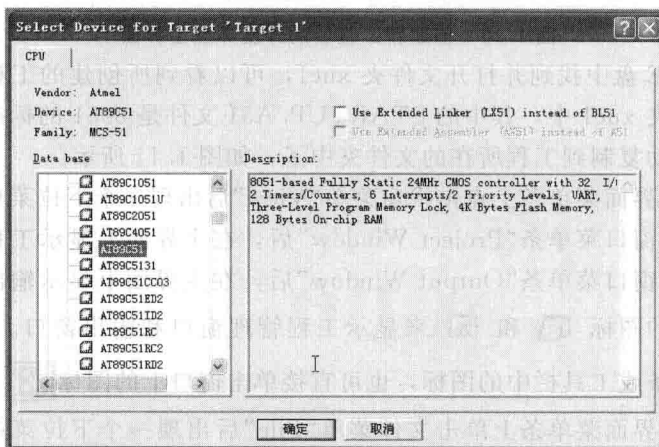 Select Device for Target 'Target 1'
CPU
Vendor: Atmel
Device: AT89C51
Family: MCS-51
Use Extended Linker (LX51) instead of BL51
Use Extended Assembler (AX51) instead of A51
Data base
Description:
AT89C1051
AT89C1051U
AT89C2051
AT89C4051
AT89C51
AT89C5131
AT89C51CC03
AT89C51ED2
AT89C51ID2
AT89C51RC
AT89C51RC2
AT89C51RD2
8051-based Fullly Static 24MHz CMOS controller with 32 I/
2 Timers/Counters, 6 Interrupts/2 Priority Levels, UART,
Three-Level Program Memory Lock, 4K Bytes Flash Memory,
128 Bytes On-chip RAM
确定
取消